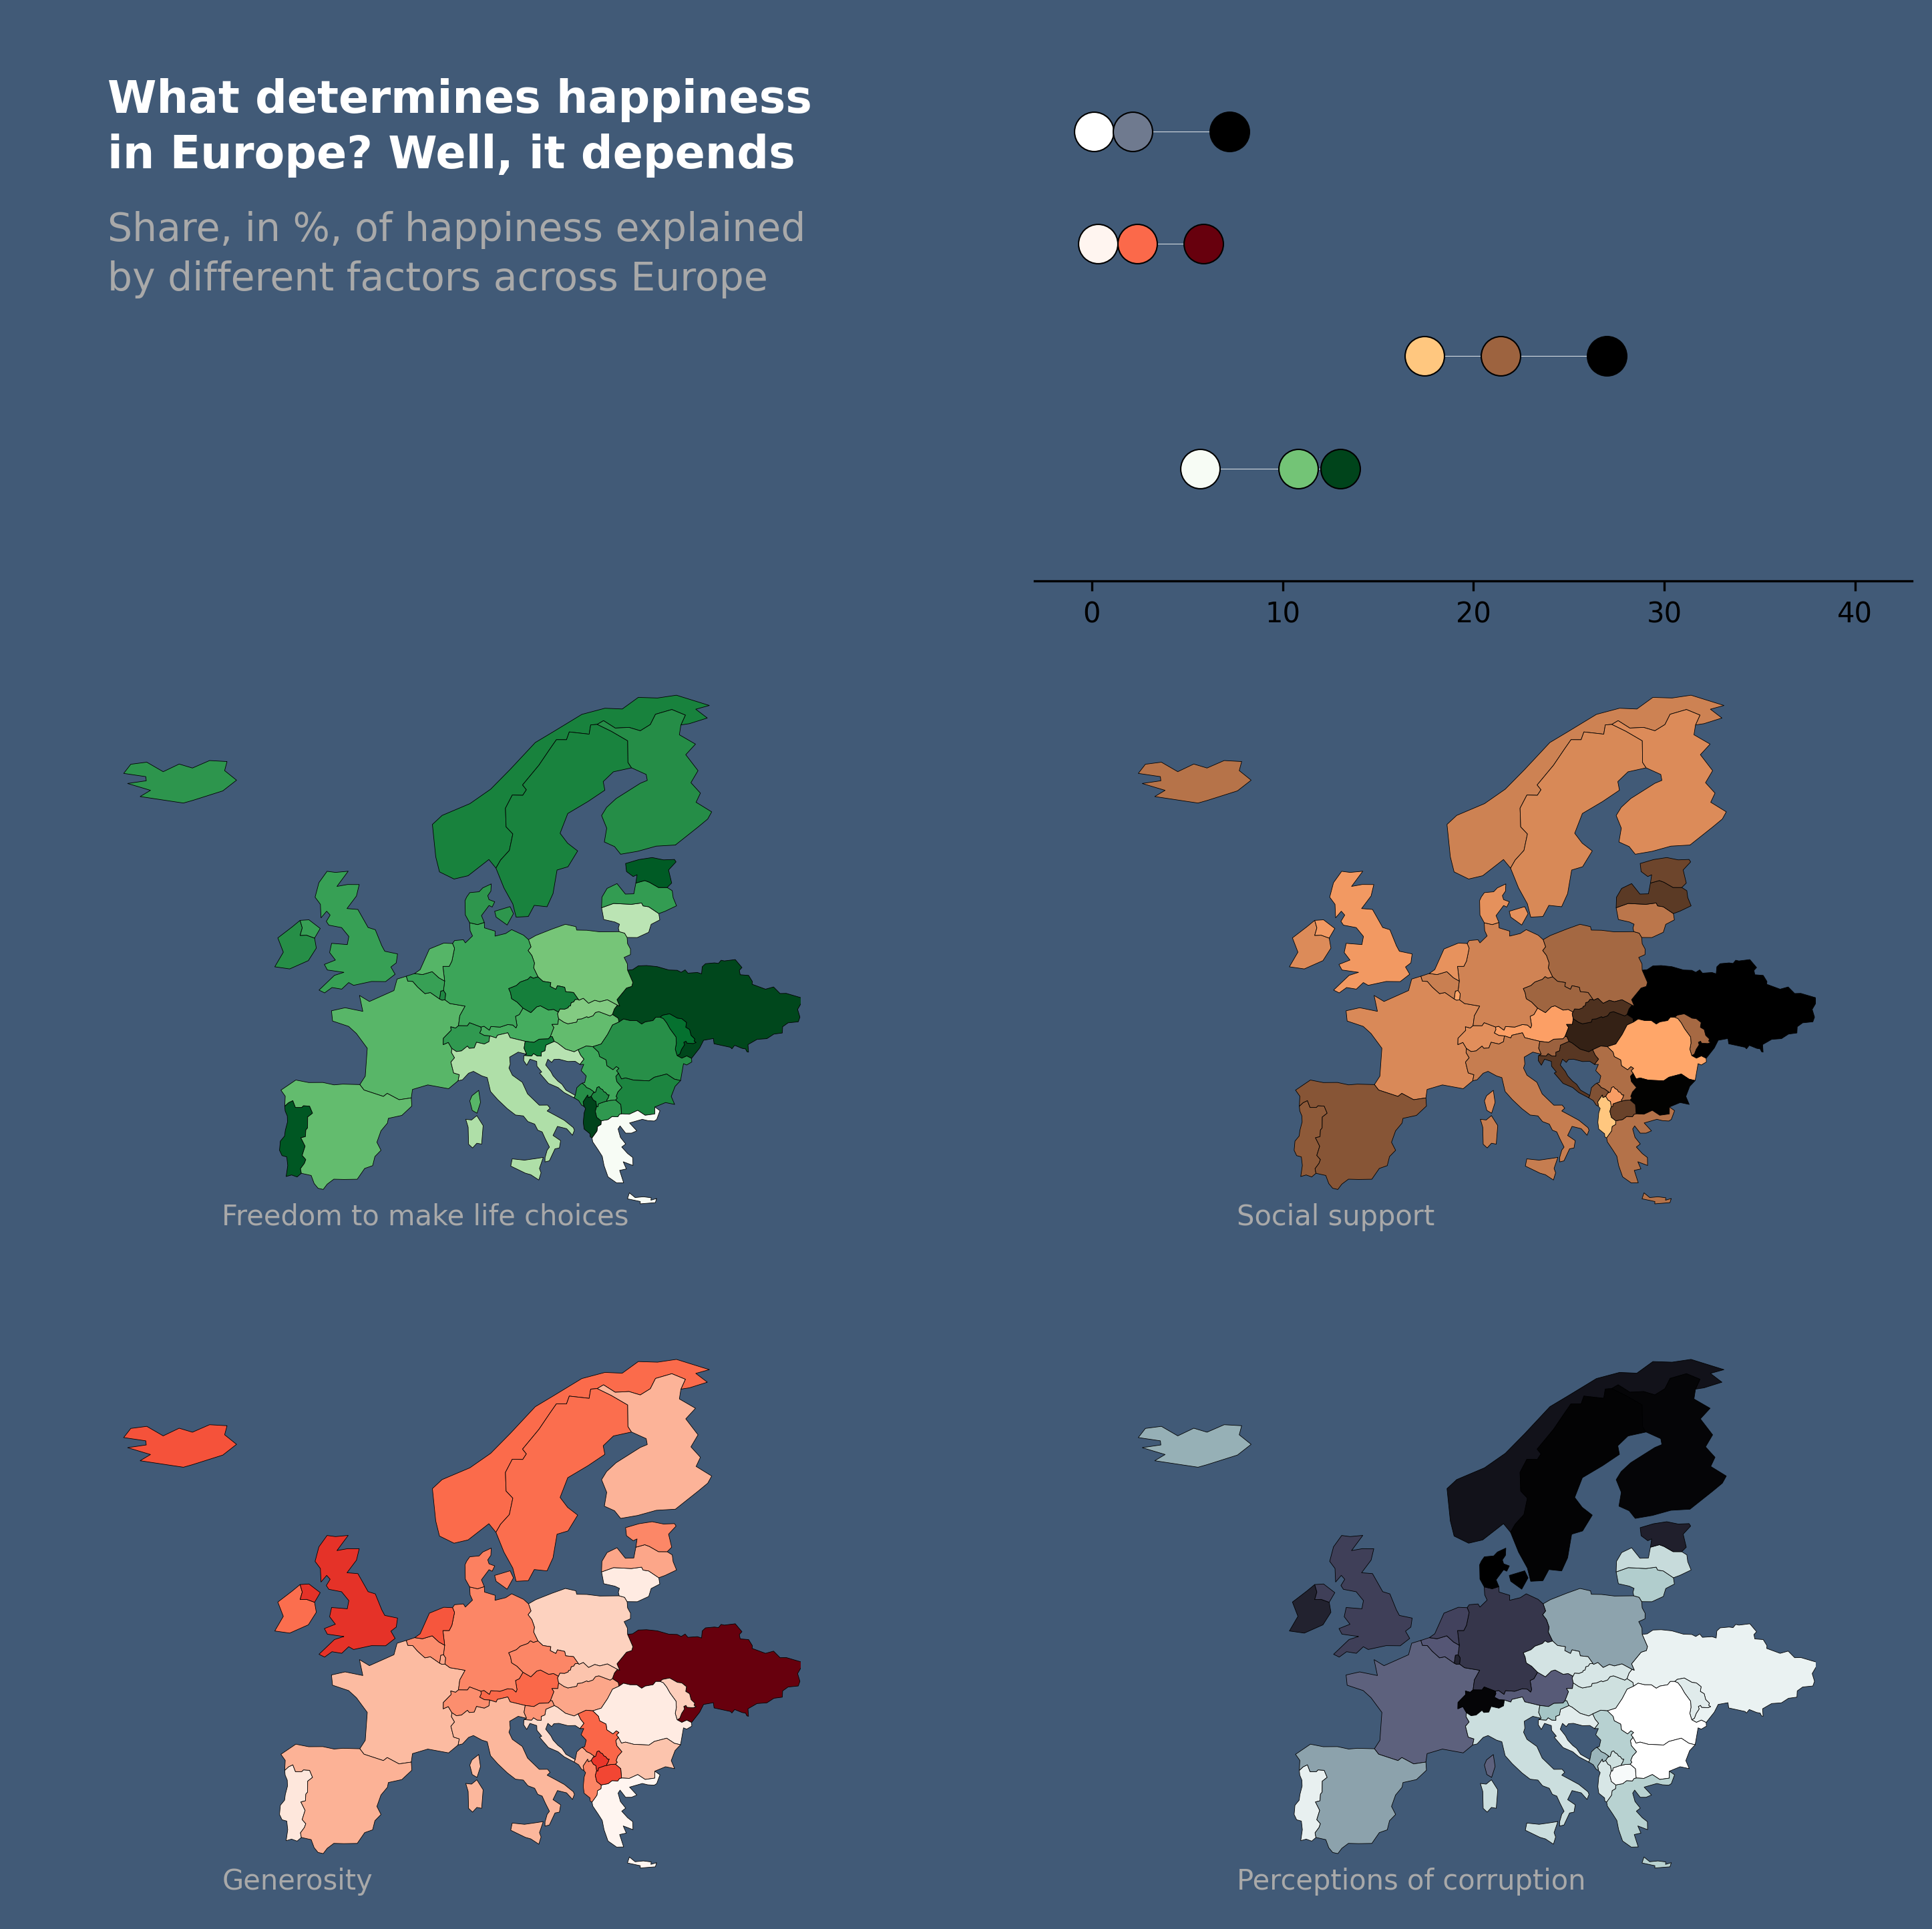 What determines happiness
in Europe? Well, it depends
Share, in %, of happiness explained
by different factors across Europe
0 10 20 30 40
Freedom to make life choices
Social support
Generosity
Perceptions of corruption